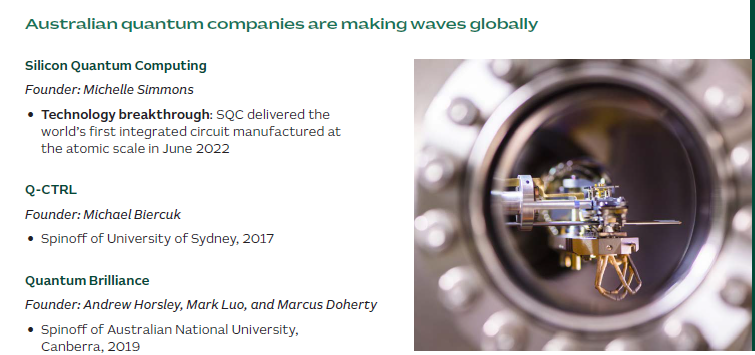 Australian quantum companies are making waves globally
Silicon Quantum Computing
Founder: Michelle Simmons
• Technology breakthrough: SQC delivered the
world's first integrated circuit manufactured at
the atomic scale in June 2022
Q-CTRL
Founder: Michael Biercuk
• Spinoff of University of Sydney, 2017
Quantum Brilliance
Founder: Andrew Horsley, Mark Luo, and Marcus Doherty
• Spinoff of Australian National University,
Canberra, 2019